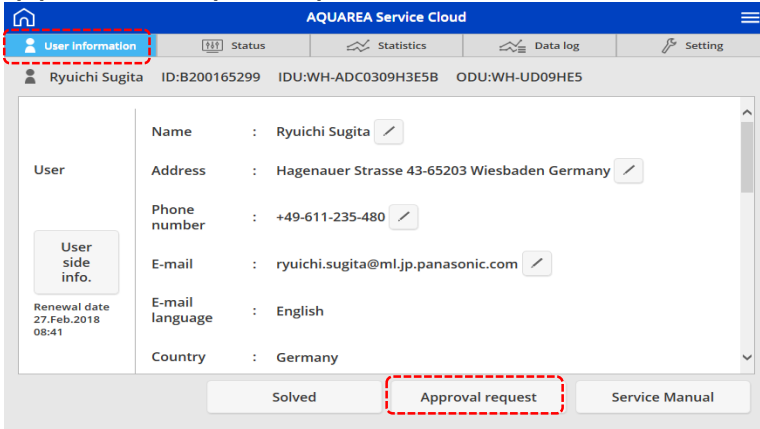 AQUAREA Service Cloud
User information Status Statistics Data log Setting
Ryuichi Sugita ID:B200165299 IDU:WH-ADC0309H3E5B ODU:WH-UD09HE5
User
User
side
info.
Renewal date
27.Feb.2018
08:41
Name : Ryuichi Sugita
Address : Hagenauer Strasse 43-65203 Wiesbaden Germany
Phone
number : +49-611-235-480
E-mail : ryuichi.sugita@ml.jp.panasonic.com
E-mail
language : English
Country : Germany
Solved Approval request Service Manual